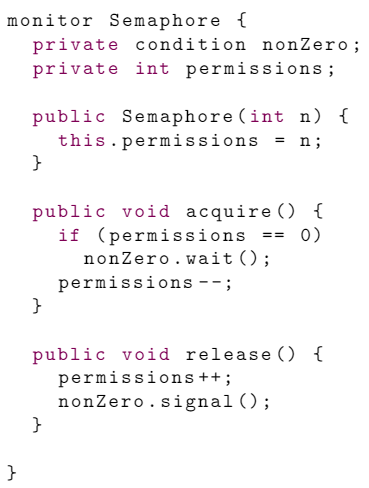 monitor Semaphore {
  private condition nonZero;
  private int permissions;

  public Semaphore(int n) {
    this.permissions = n;
  }

  public void acquire() {
    if (permissions == 0)
      nonZero.wait();
    permissions--;
  }

  public void release() {
    permissions++;
    nonZero.signal();
  }

}